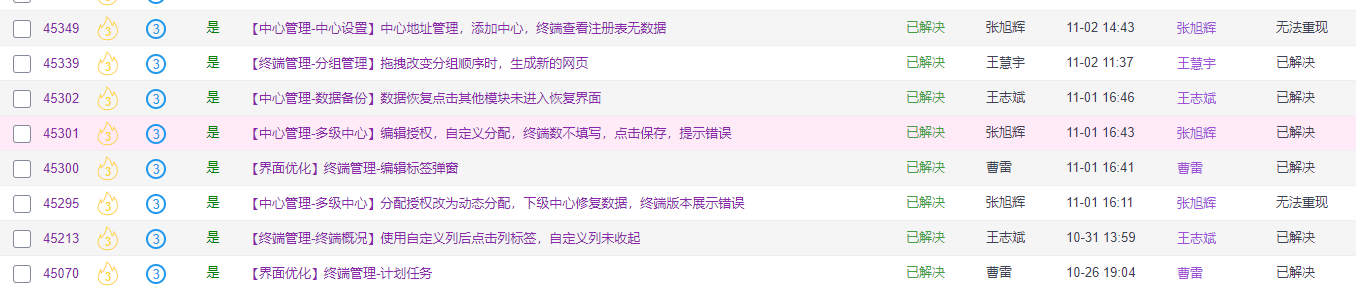 45349 3 3 是 【中心管理-中心设置】中心地址管理，添加中心，终端查看注册表无数据 已解决 张旭辉 11-02 14:43 张旭辉 无法重现
45339 3 3 是 【终端管理-分组管理】拖拽改变分组顺序时，生成新的网页 已解决 王慧宇 11-02 11:37 王慧宇 已解决
45302 3 3 是 【中心管理-数据备份】数据恢复点击其他模块未进入恢复界面 已解决 王志斌 11-01 16:46 王志斌 已解决
45301 3 3 是 【中心管理-多级中心】编辑授权，自定义分配，终端数不填写，点击保存，提示错误 已解决 张旭辉 11-01 16:43 张旭辉 已解决
45300 3 3 是 【界面优化】终端管理-编辑标签弹窗 已解决 曹雷 11-01 16:41 曹雷 已解决
45295 3 3 是 【中心管理-多级中心】分配授权改为动态分配，下级中心修复数据，终端版本展示错误 已解决 张旭辉 11-01 16:11 张旭辉 无法重现
45213 3 3 是 【终端管理-终端概况】使用自定义列后点击列标签，自定义列未收起 已解决 王志斌 10-31 13:59 王志斌 已解决
45070 3 3 是 【界面优化】终端管理-计划任务 已解决 曹雷 10-26 19:04 曹雷 已解决